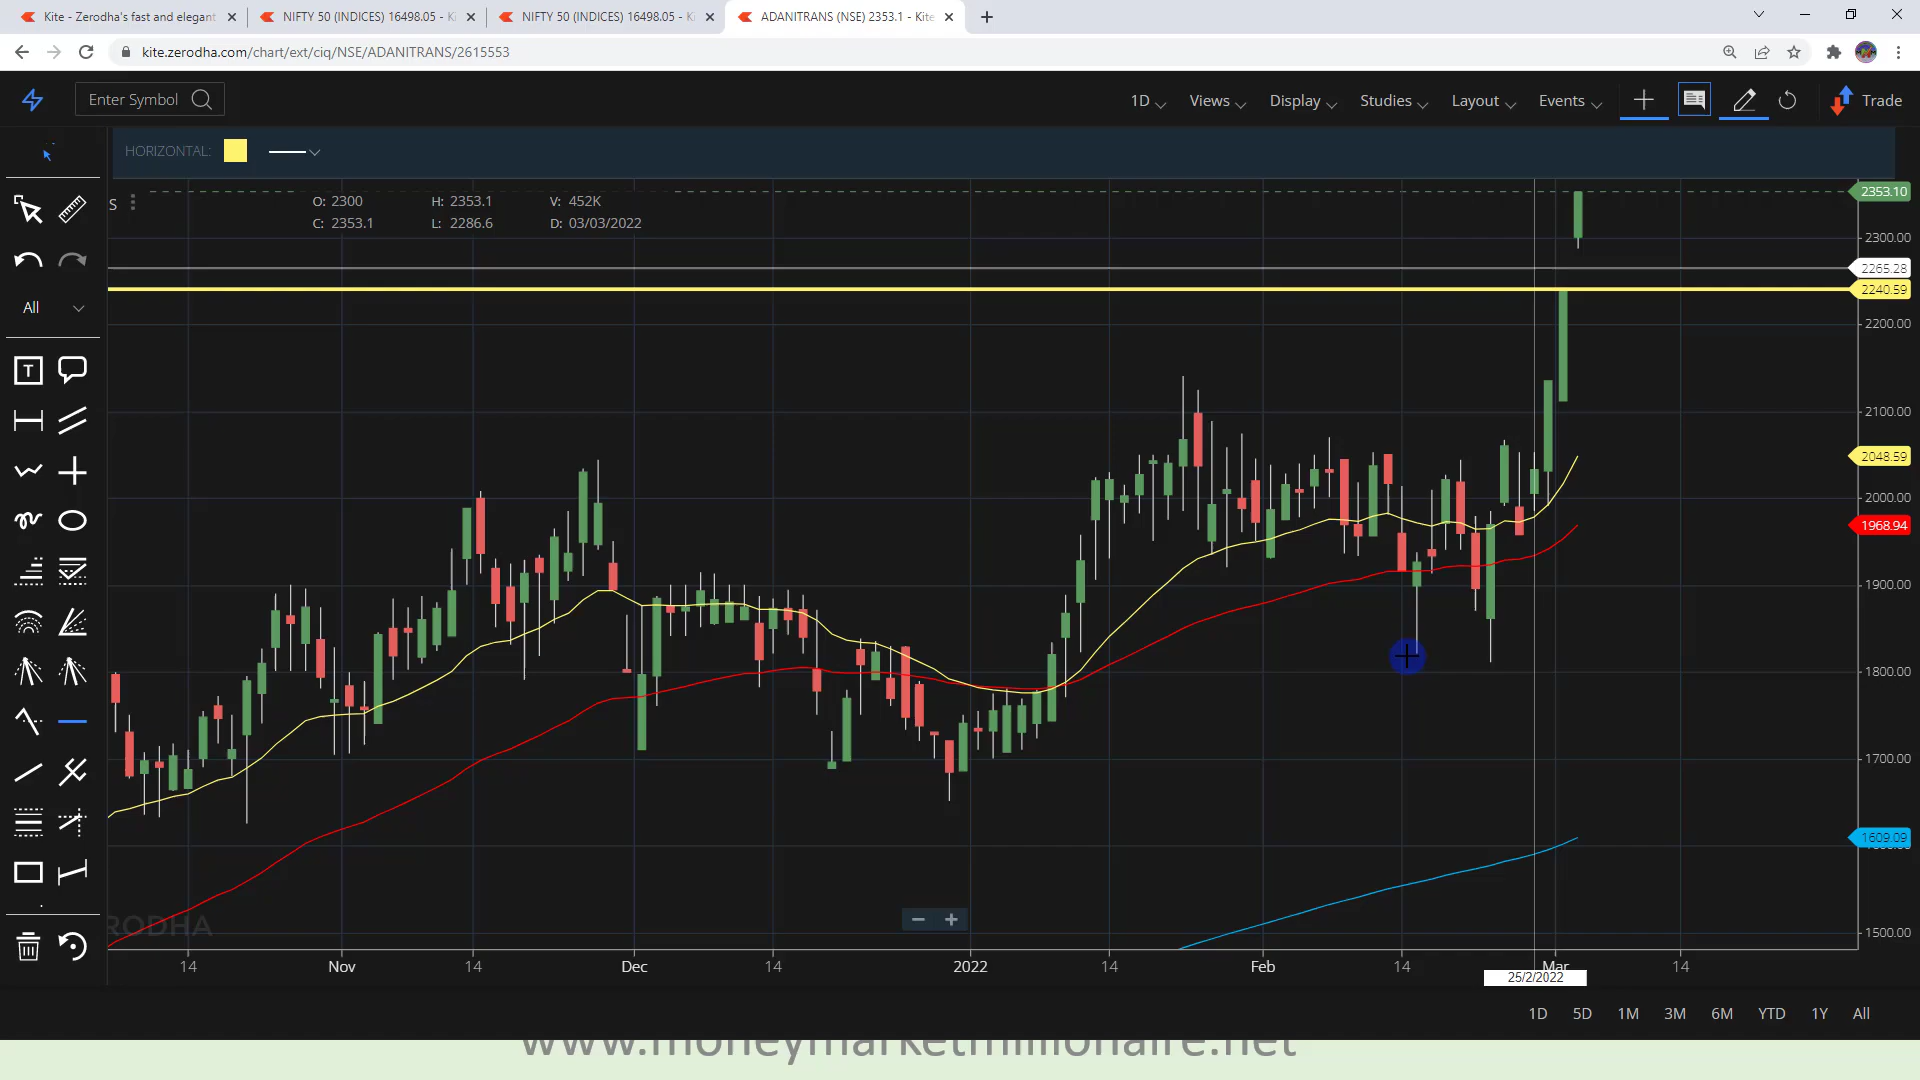 Kite - Zerodha's fast and elegant
NIFTY 50 (INDICES) 16498.05 - Ki
NIFTY 50 (INDICES) 16498.05 - Ki
ADANITRANS (NSE) 2353.1 - Kite
kite.zerodha.com/chart/ext/ciq/NSE/ADANITRANS/2615553
Enter Symbol
1D
Views
Display
Studies
Layout
Events
Trade
HORIZONTAL:
S
O: 2300
H: 2353.1
V: 452K
C: 2353.1
L: 2286.6
D: 03/03/2022
All
T
2353.10
2300.00
2265.28
2240.59
2200.00
2100.00
2048.59
2000.00
1968.94
1900.00
1800.00
1700.00
1609.09
1500.00
RODHA
14
Nov
14
Dec
14
2022
14
Feb
14
Mar
14
25/2/2022
1D
5D
1M
3M
6M
YTD
1Y
All
www.moneymarketmillionaire.net